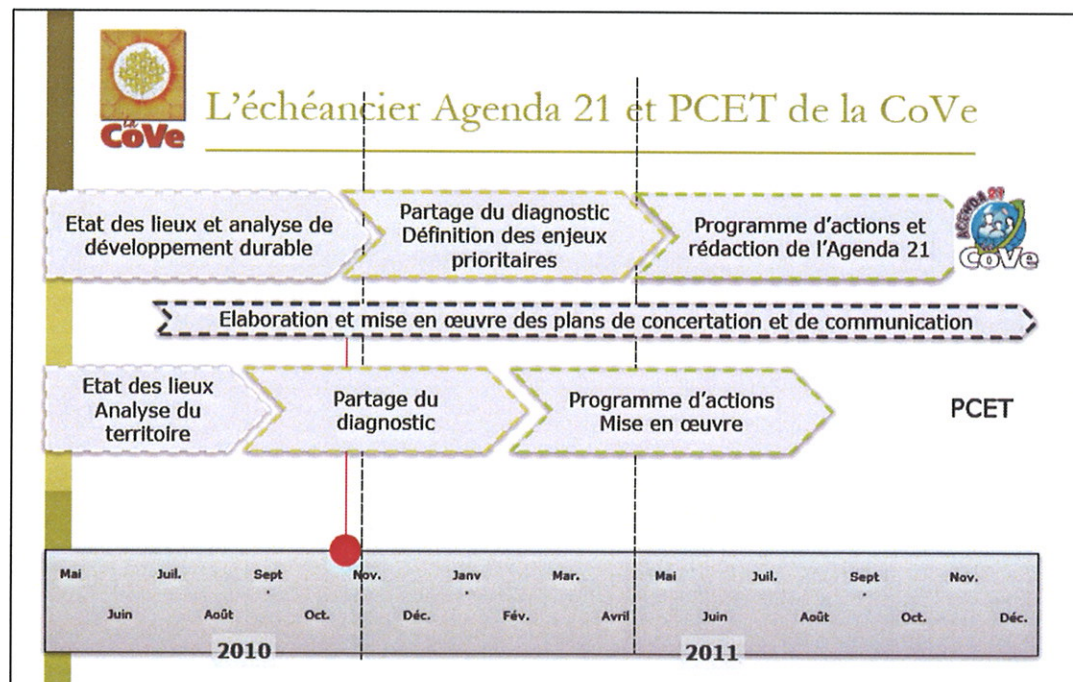 la
CoVe
L'échéancier Agenda 21 et PCET de la CoVe
Etat des lieux et analyse de
développement durable
Partage du diagnostic
Définition des enjeux
prioritaires
Programme d'actions et
rédaction de l'Agenda 21
AGENDA 21
CoVe
Elaboration et mise en œuvre des plans de concertation et de communication
Etat des lieux
Analyse du
territoire
Partage du
diagnostic
Programme d'actions
Mise en œuvre
PCET
Mai Juil. Sept. Nov. Janv. Mar. Mai Juil. Sept. Nov.
Juin Août Oct. Déc. Fév. Avril Juin Août Oct. Déc.
2010 2011